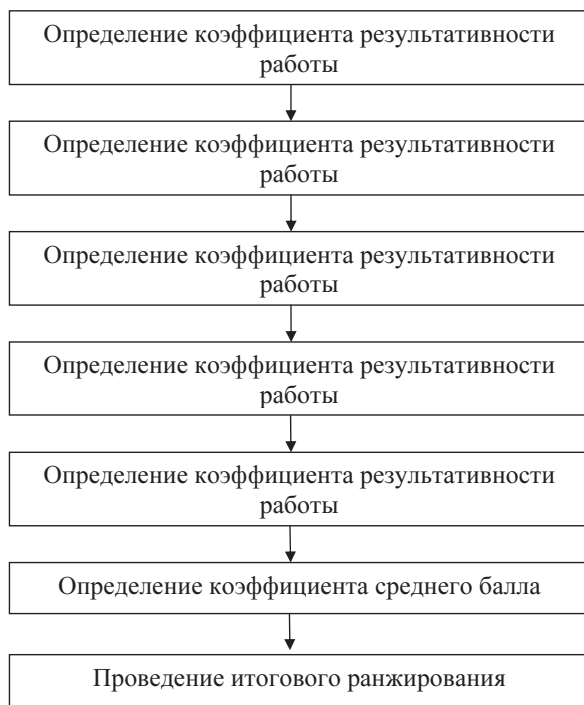 Определение коэффициента результативности
работы
Определение коэффициента результативности
работы
Определение коэффициента результативности
работы
Определение коэффициента результативности
работы
Определение коэффициента результативности
работы
Определение коэффициента среднего балла
Проведение итогового ранжирования